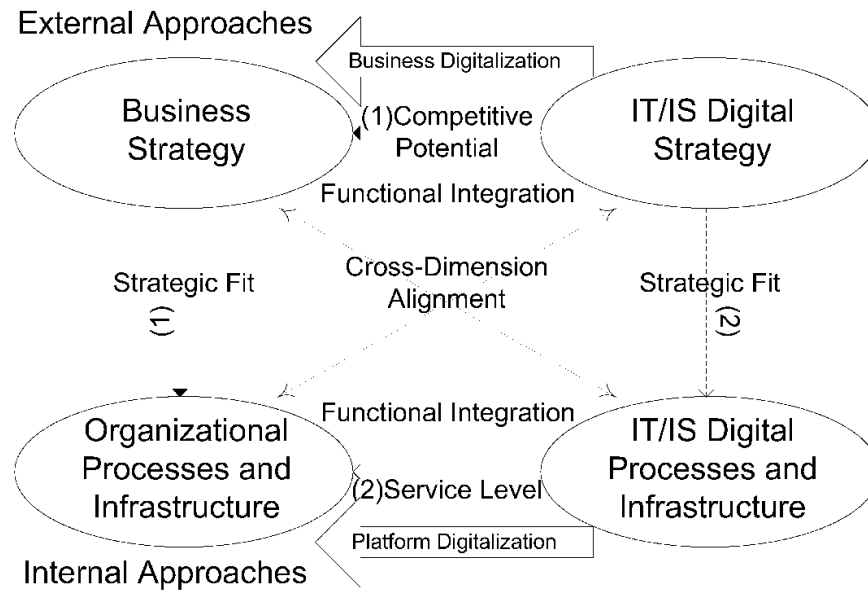 External Approaches
Business Digitalization
Business
Strategy
(1)Competitive
Potential
IT/IS Digital
Strategy
Functional Integration
Cross-Dimension
Alignment
Strategic Fit
(1)
Strategic Fit
(2)
Functional Integration
Organizational
Processes and
Infrastructure
(2)Service Level
IT/IS Digital
Processes and
Infrastructure
Platform Digitalization
Internal Approaches